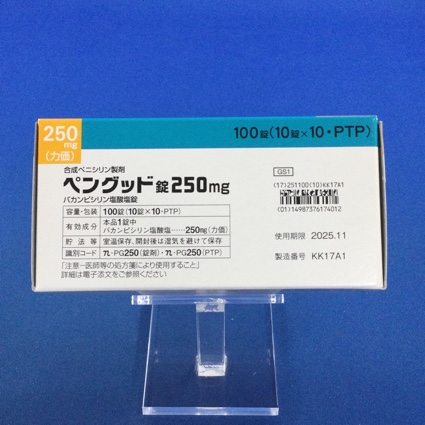 250
mg
(力価)
100錠(10錠×10・PTP)
合成ペニシリン製剤
ペングッド錠250mg
バカンピシリン塩酸塩錠
容量・包装 100錠(10錠×10・PTP)
有効成分 本品1錠中
バカンピシリン塩酸塩……250mg(力価)
貯法等 室温保存、開封後は湿気を避けて保存
識別コード ・PG250(錠剤)・ ・PG250(PTP)
「注意―医師等の処方箋により使用すること」
詳細は電子添文をご参照ください
GS1
(17)251100(10)KK17A1
(01)14987376174012
使用期限 2025.11
製造番号 KK17A1